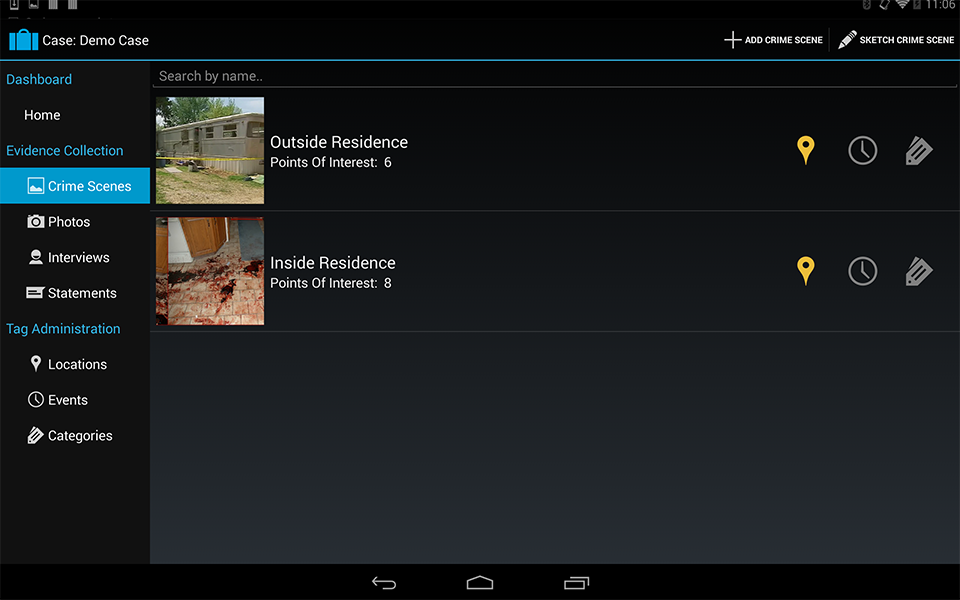 11:06
Case: Demo Case
ADD CRIME SCENE
SKETCH CRIME SCENE
Dashboard
Home
Evidence Collection
Crime Scenes
Photos
Interviews
Statements
Tag Administration
Locations
Events
Categories
Search by name..
Outside Residence
Points Of Interest: 6
Inside Residence
Points Of Interest: 8